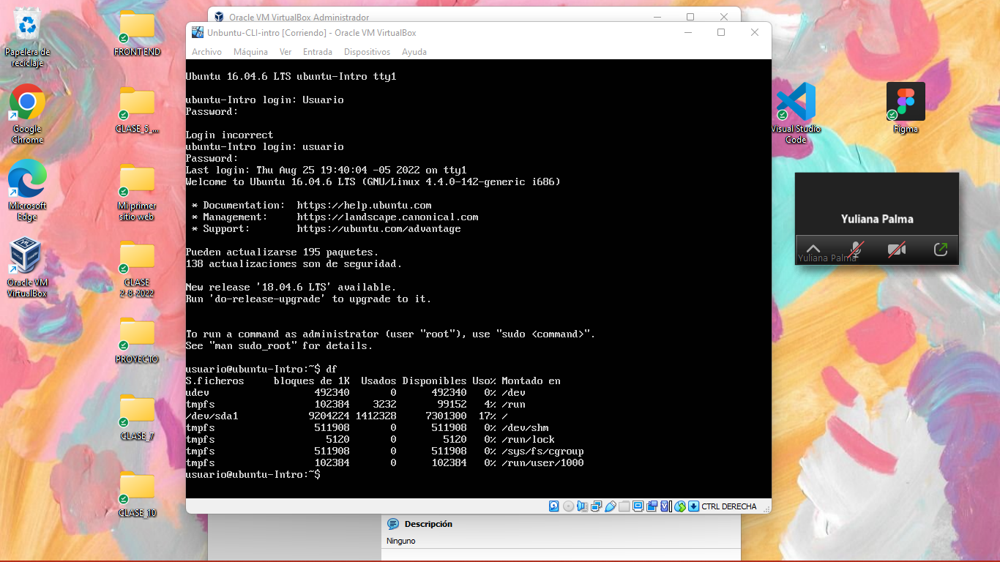 Oracle VM VirtualBox Administrador
Unbuntu-CLI-intro [Corriendo] - Oracle VM VirtualBox
Archivo Máquina Ver Entrada Dispositivos Ayuda
Ubuntu 16.04.6 LTS ubuntu-Intro tty1
ubuntu-Intro login: Usuario
Password:
Login incorrect
ubuntu-Intro login: usuario
Password:
Last login: Thu Aug 25 19:40:04 -05 2022 on tty1
Welcome to Ubuntu 16.04.6 LTS (GNU/Linux 4.4.0-142-generic i686)
* Documentation: https://help.ubuntu.com
* Management: https://landscape.canonical.com
* Support: https://ubuntu.com/advantage
Pueden actualizarse 195 paquetes.
138 actualizaciones son de seguridad.
New release '18.04.6 LTS' available.
Run 'do-release-upgrade' to upgrade to it.
To run a command as administrator (user "root"), use "sudo <command>".
See "man sudo_root" for details.
usuario@ubuntu-Intro:~$ df
S.ficheros bloques de 1K Usados Disponibles Uso% Montado en
udev 492340 0 492340 0% /dev
tmpfs 102384 3232 99152 4% /run
/dev/sda1 9204224 1412328 7301300 17% /
tmpfs 511908 0 511908 0% /dev/shm
tmpfs 5120 0 5120 0% /run/lock
tmpfs 511908 0 511908 0% /sys/fs/cgroup
tmpfs 102384 0 102384 0% /run/user/1000
usuario@ubuntu-Intro:~$
CTRL DERECHA
Descripción
Ninguno
Papelera de
reciclaje
FRONT END
Google
Chrome
CLASE_5_...
Microsoft
Edge
Mi primer
sitio web
Oracle VM
VirtualBox
CLASE
2-8-2022
PROYECTO
CLASE_7
CLASE_10
Visual Studio
Code
Figma
Yuliana Palma
Yuliana Palma